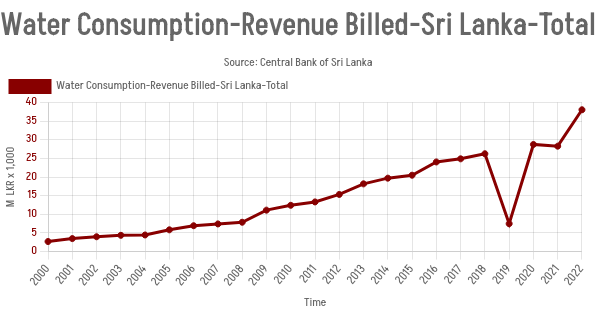 Water Consumption-Revenue Billed-Sri Lanka-Total
Source: Central Bank of Sri Lanka
Water Consumption-Revenue Billed-Sri Lanka-Total
M LKR x 1,000
40
35
30
25
20
15
10
5
0
2000 2001 2002 2003 2004 2005 2006 2007 2008 2009 2010 2011 2012 2013 2014 2015 2016 2017 2018 2019 2020 2021 2022
Time